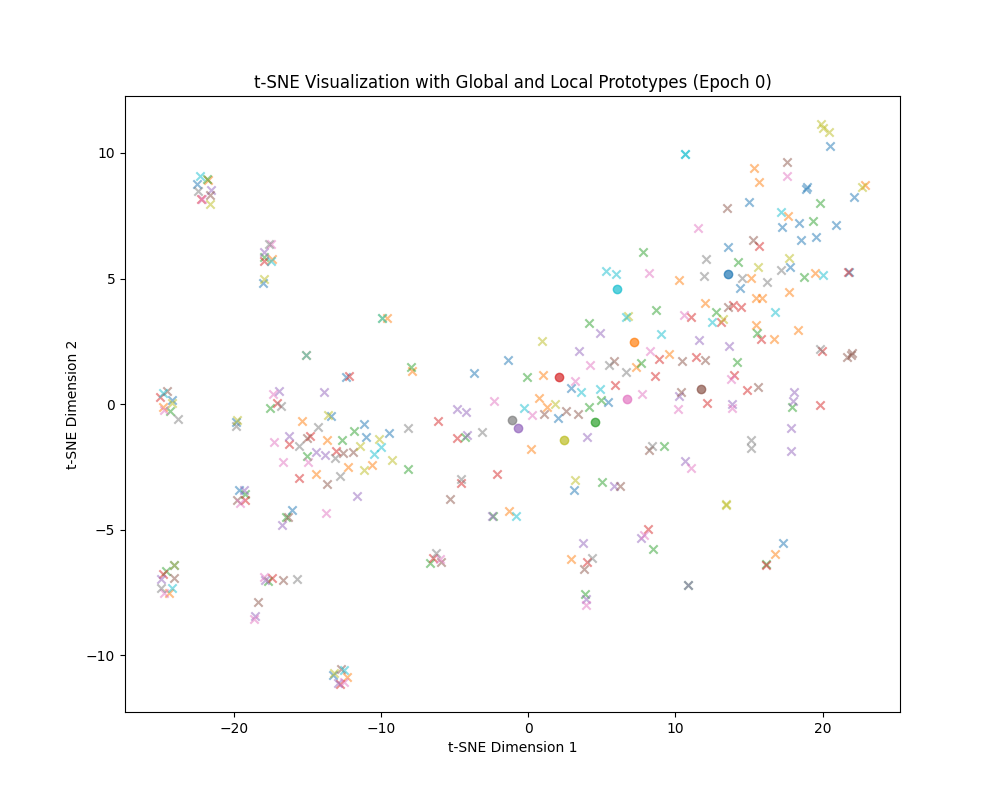 t-SNE Visualization with Global and Local Prototypes (Epoch 0)
10
5
0
−5
−10
t-SNE Dimension 2
−20 −10 0 10 20
t-SNE Dimension 1